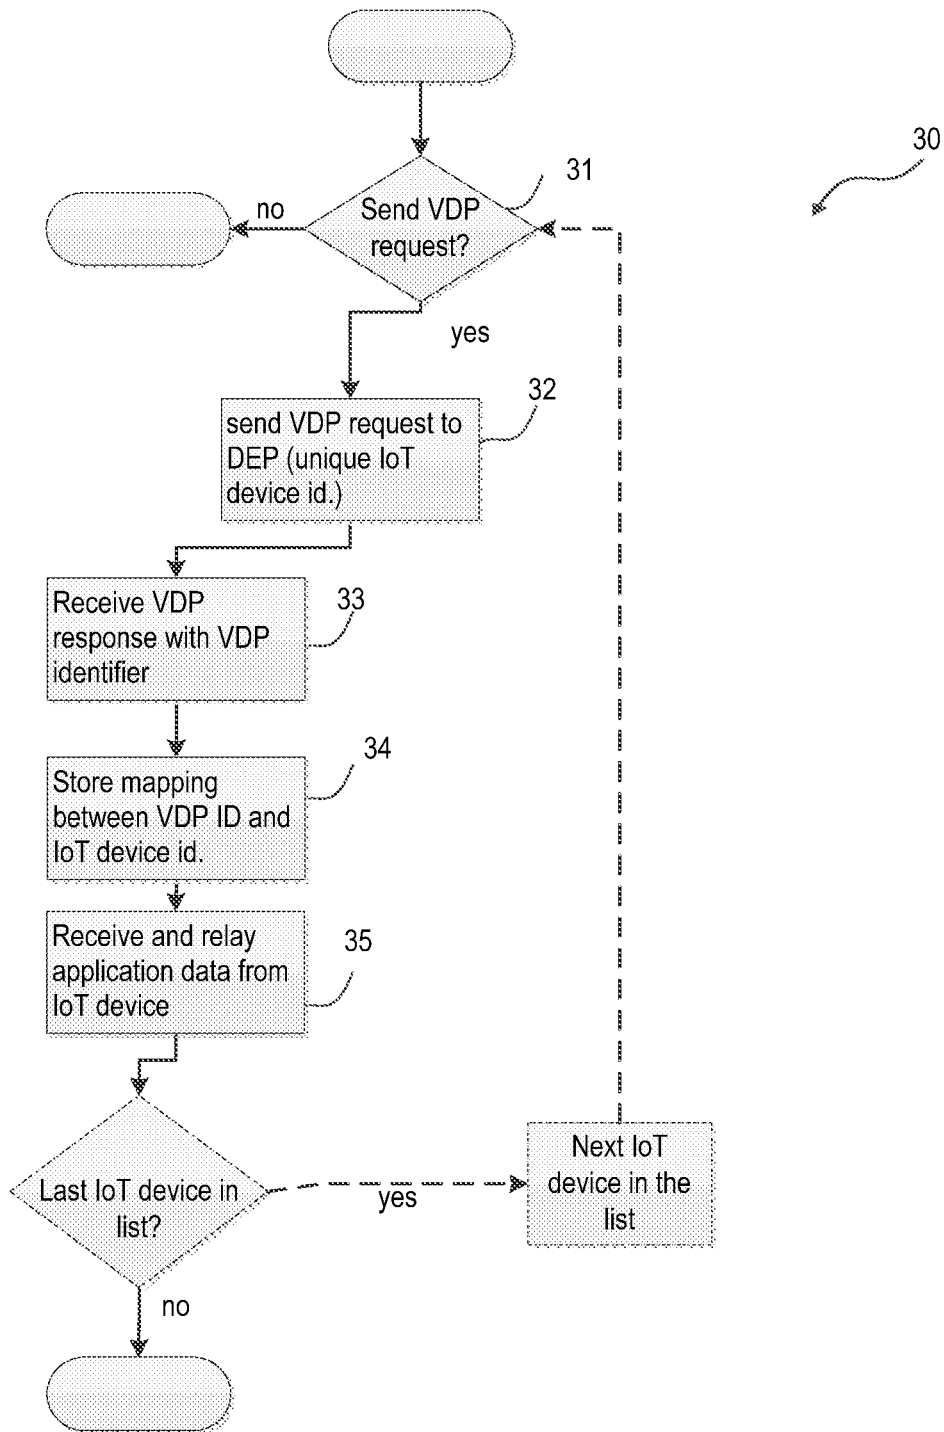 30
31
Send VDP
request?
no
yes
32
send VDP request to
DEP (unique IoT
device id.)
33
Receive VDP
response with VDP
identifier
34
Store mapping
between VDP ID and
IoT device id.
35
Receive and relay
application data from
IoT device
Last IoT device in
list?
yes
Next IoT
device in the
list
no